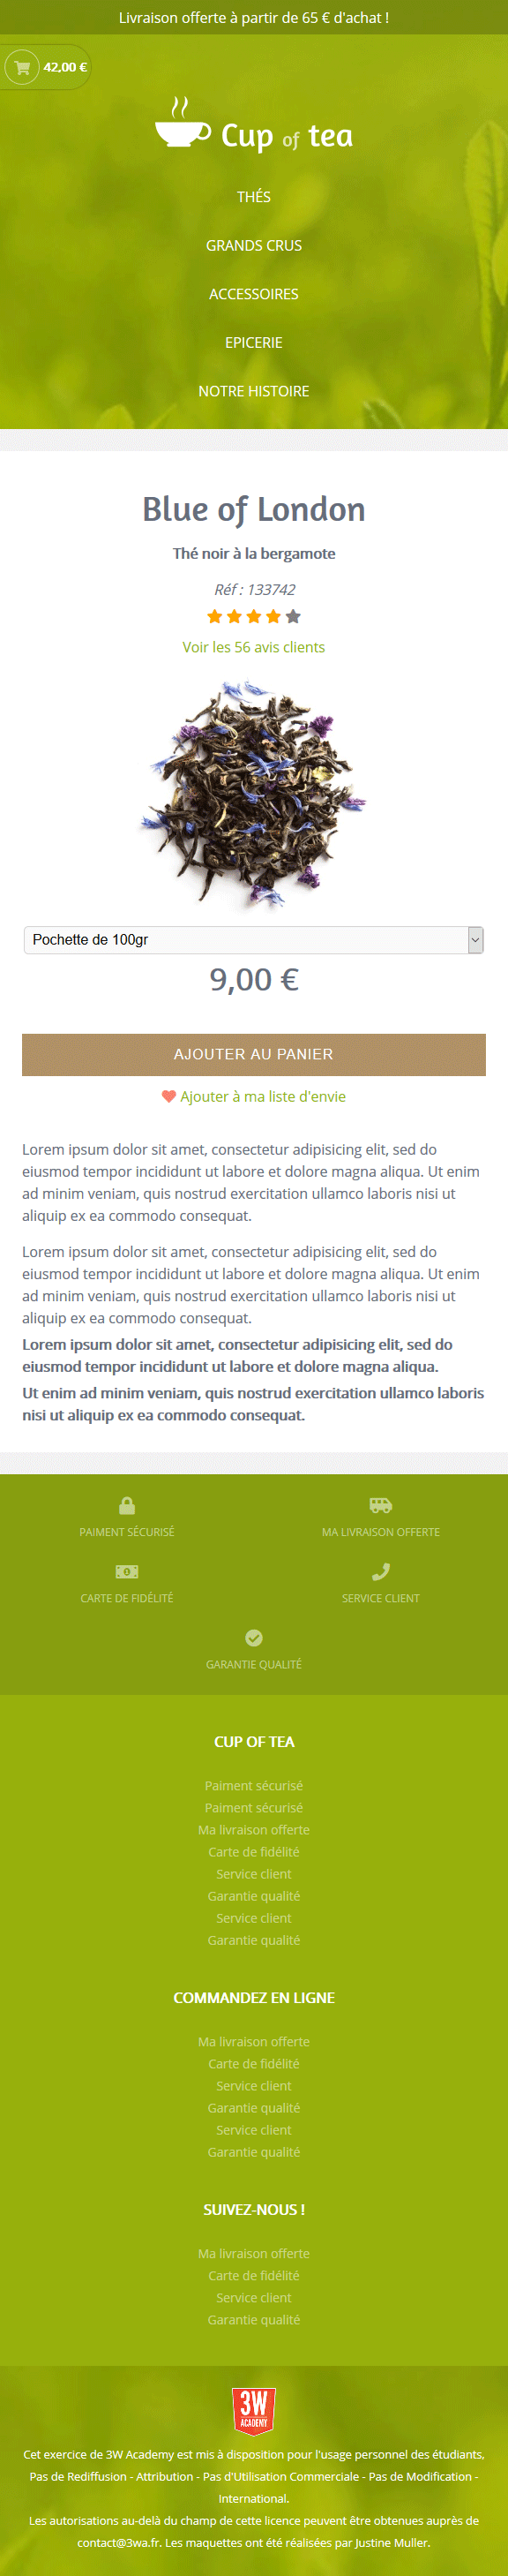 Livraison offerte à partir de 65 € d'achat !
42,00 €
Cup of tea
THÉS
GRANDS CRUS
ACCESSOIRES
EPICERIE
NOTRE HISTOIRE
Blue of London
Thé noir à la bergamote
Réf : 133742
Voir les 56 avis clients
Pochette de 100gr
9,00 €
AJOUTER AU PANIER
Ajouter à ma liste d'envie
Lorem ipsum dolor sit amet, consectetur adipisicing elit, sed do
eiusmod tempor incididunt ut labore et dolore magna aliqua. Ut enim
ad minim veniam, quis nostrud exercitation ullamco laboris nisi ut
aliquip ex ea commodo consequat.
Lorem ipsum dolor sit amet, consectetur adipisicing elit, sed do
eiusmod tempor incididunt ut labore et dolore magna aliqua. Ut enim
ad minim veniam, quis nostrud exercitation ullamco laboris nisi ut
aliquip ex ea commodo consequat.
Lorem ipsum dolor sit amet, consectetur adipisicing elit, sed do
eiusmod tempor incididunt ut labore et dolore magna aliqua.
Ut enim ad minim veniam, quis nostrud exercitation ullamco laboris
nisi ut aliquip ex ea commodo consequat.
PAIMENT SÉCURISÉ
MA LIVRAISON OFFERTE
CARTE DE FIDÉLITÉ
SERVICE CLIENT
GARANTIE QUALITÉ
CUP OF TEA
Paiment sécurisé
Paiment sécurisé
Ma livraison offerte
Carte de fidélité
Service client
Garantie qualité
Service client
Garantie qualité
COMMANDEZ EN LIGNE
Ma livraison offerte
Carte de fidélité
Service client
Garantie qualité
Service client
Garantie qualité
SUIVEZ-NOUS !
Ma livraison offerte
Carte de fidélité
Service client
Garantie qualité
3W
ACADEMY
Cet exercice de 3W Academy est mis à disposition pour l'usage personnel des étudiants,
Pas de Rediffusion - Attribution - Pas d'Utilisation Commerciale - Pas de Modification -
International.
Les autorisations au-delà du champ de cette licence peuvent être obtenues auprès de
contact@3wa.fr. Les maquettes ont été réalisées par Justine Muller.